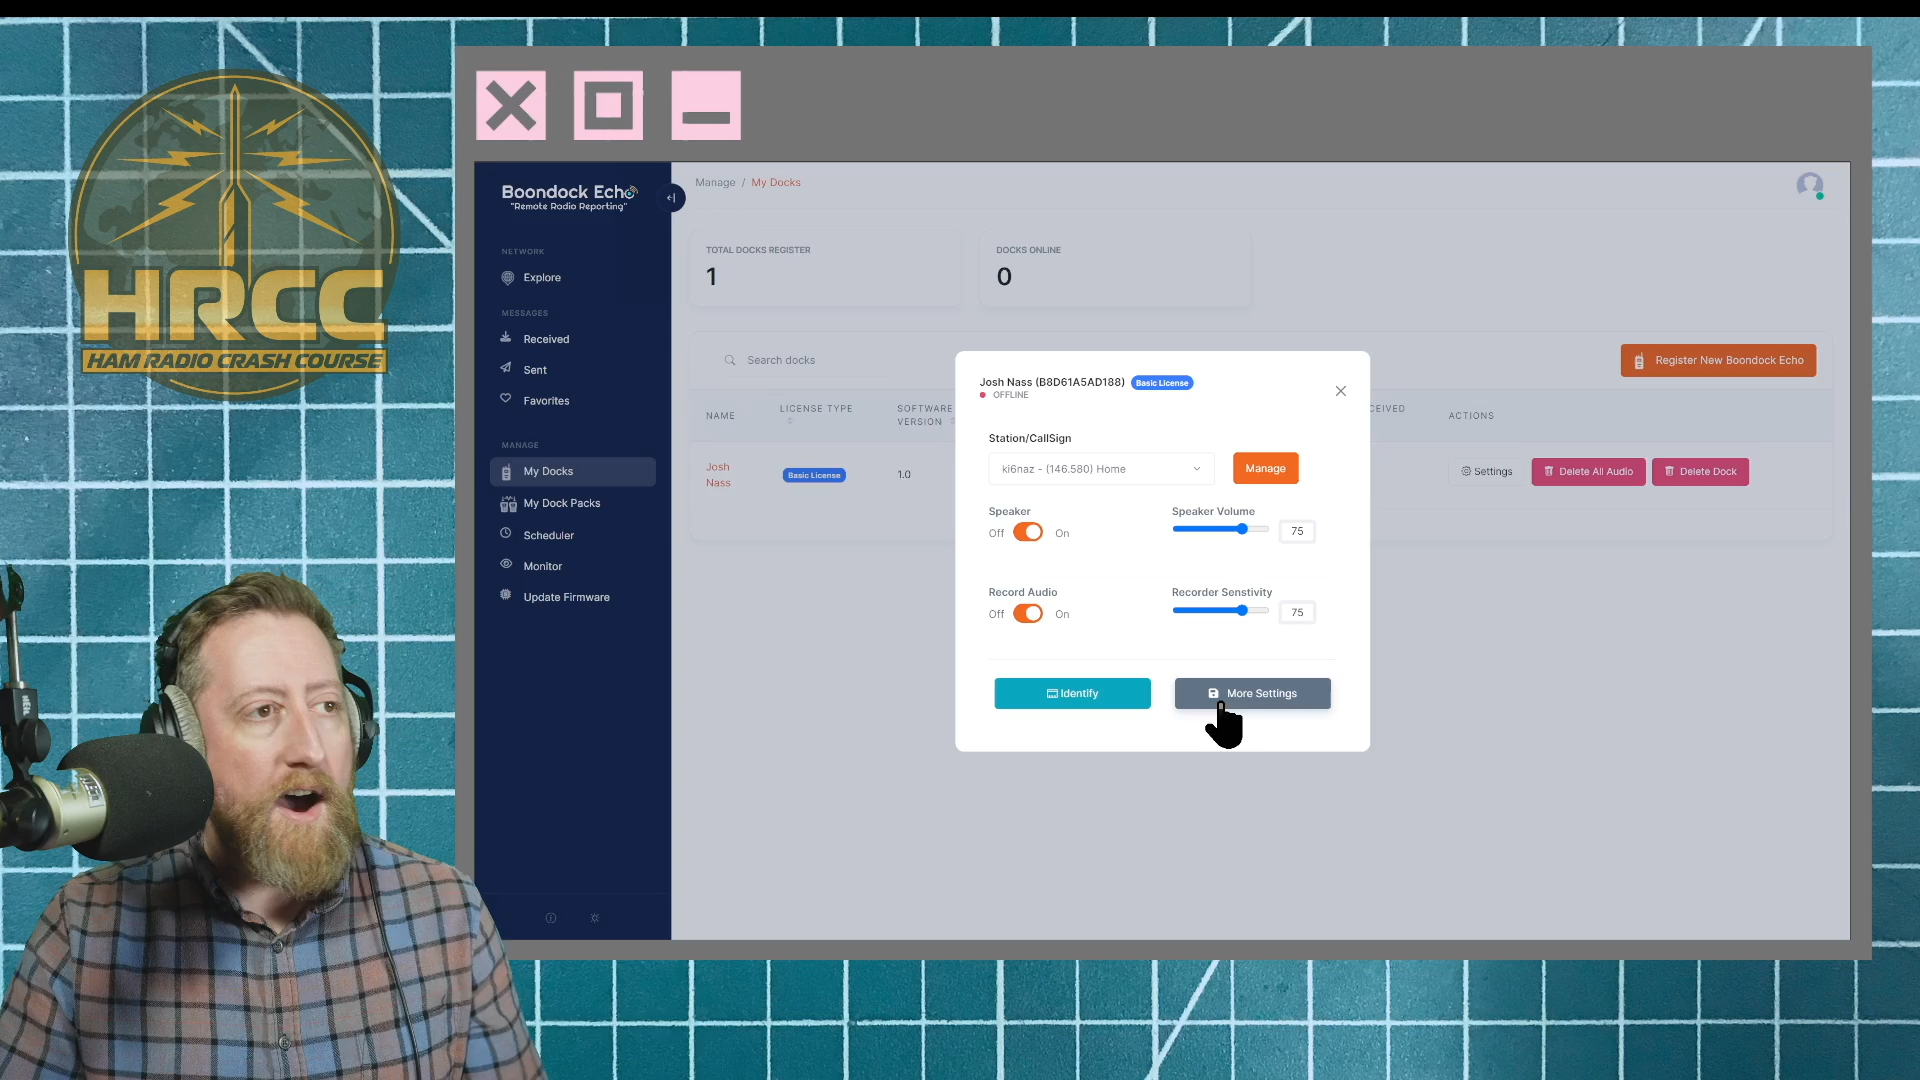 HRCC
HAM RADIO CRASH COURSE
Boondock Echo
"Remote Radio Reporting"
NETWORK
Explore
MESSAGES
Received
Sent
Favorites
MANAGE
My Docks
My Dock Packs
Scheduler
Monitor
Update Firmware
Manage / My Docks
TOTAL DOCKS REGISTER
1
DOCKS ONLINE
0
Search docks
Register New Boondock Echo
NAME
LICENSE TYPE
SOFTWARE
VERSION
CEIVED
ACTIONS
Josh
Nass
Basic License
1.0
Settings
Delete All Audio
Delete Dock
Josh Nass (B8D61A5AD188) Basic License
OFFLINE
Station/CallSign
ki6naz - (146.580) Home
Manage
Speaker
Off On
Speaker Volume
75
Record Audio
Off On
Recorder Senstivity
75
Identify
More Settings